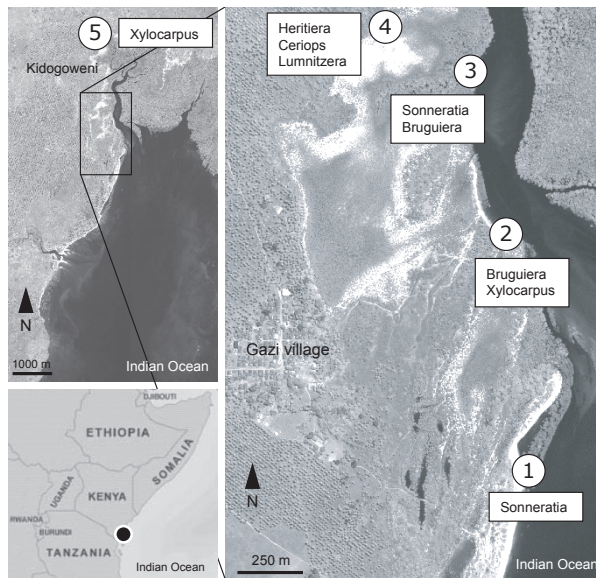 5
Xylocarpus
Kidogoweni
N
1000 m
Indian Ocean
DJIBOUTI
ETHIOPIA
SOMALIA
UGANDA
KENYA
RWANDA
BURUNDI
TANZANIA
Indian Ocean
4
Heritiera
Ceriops
Lumnitzera
3
Sonneratia
Bruguiera
2
Bruguiera
Xylocarpus
Gazi village
1
Sonneratia
N
250 m
Indian Ocean